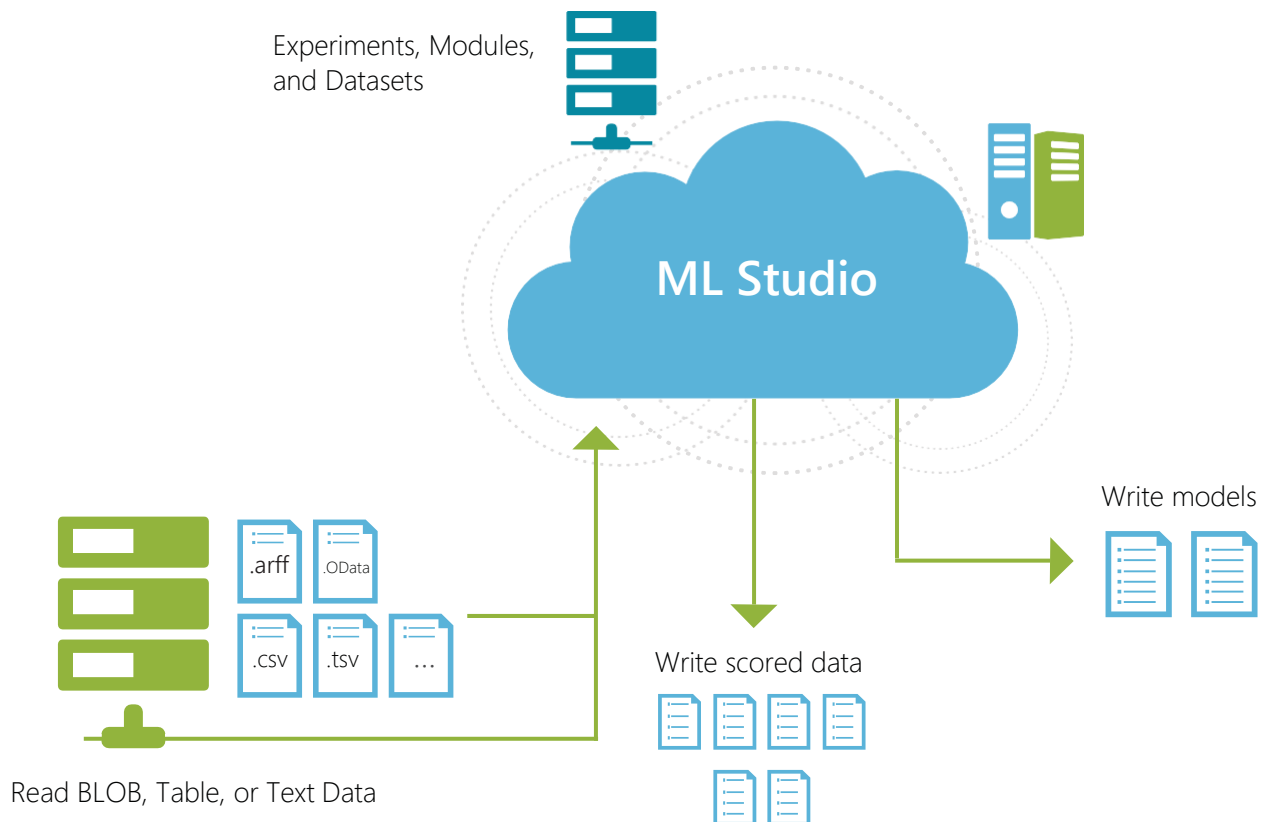 Experiments, Modules,
and Datasets
ML Studio
Write models
.arff
.OData
.csv
.tsv
...
Write scored data
Read BLOB, Table, or Text Data